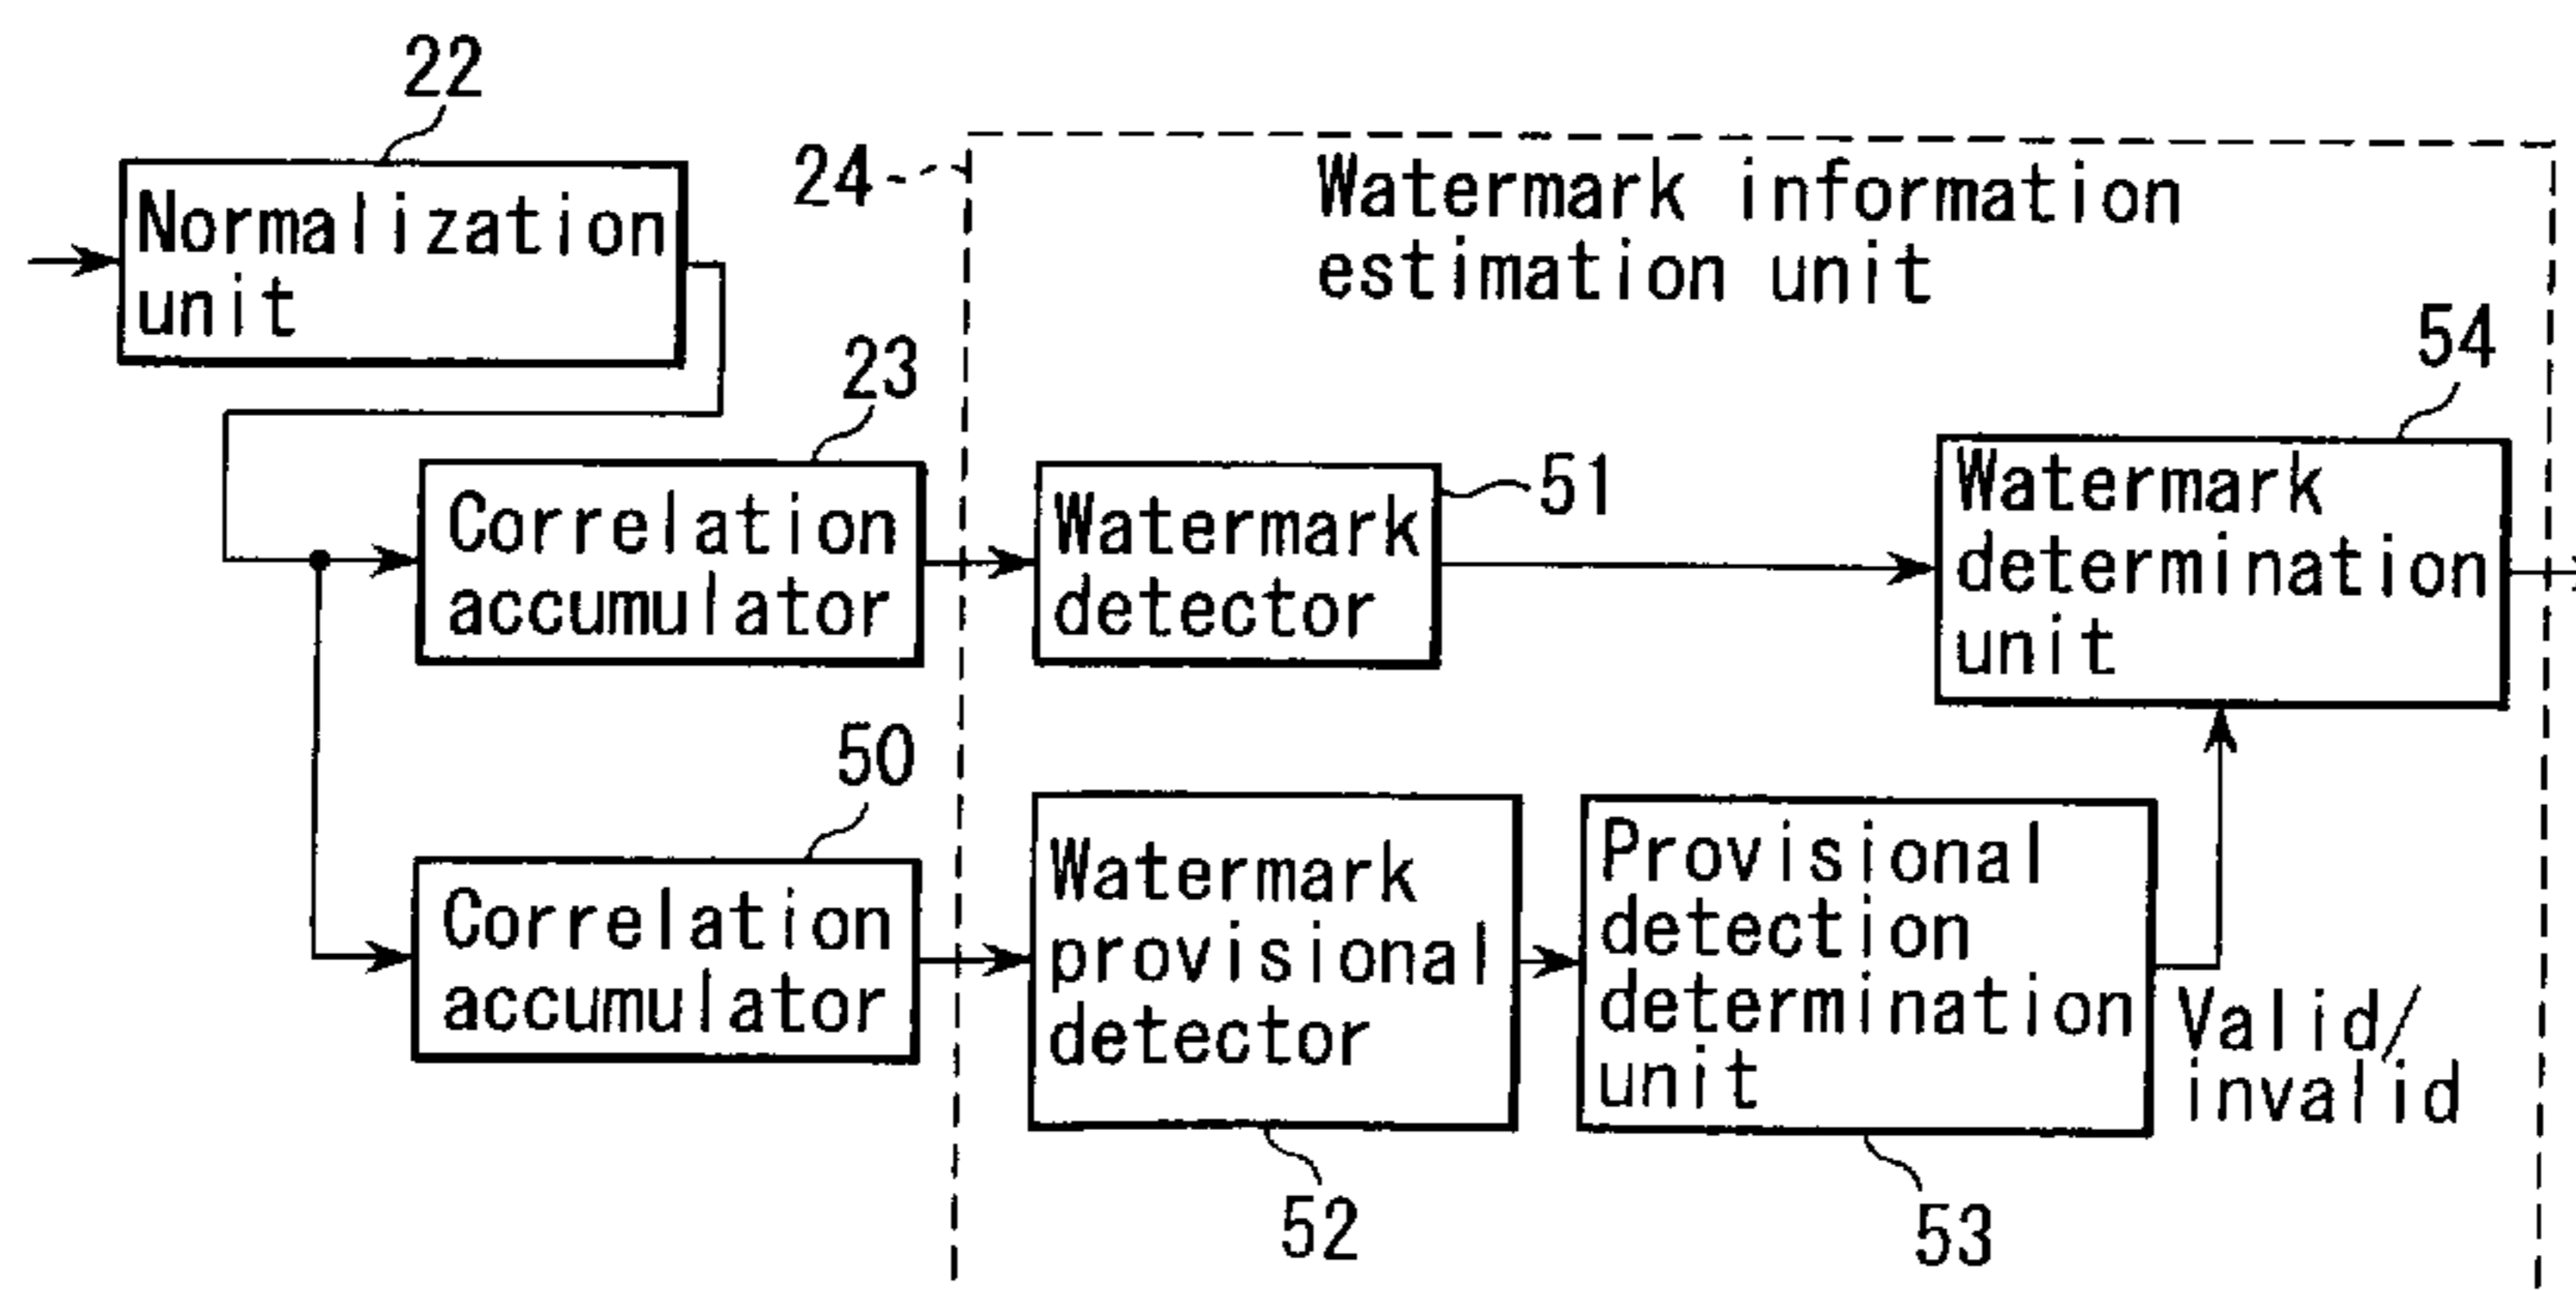 22
Normalization
unit
24
Watermark information
estimation unit
23
Correlation
accumulator
51
Watermark
detector
54
Watermark
determination
unit
50
Correlation
accumulator
Watermark
provisional
detector
52
Provisional
detection
determination
unit
53
Valid/
invalid